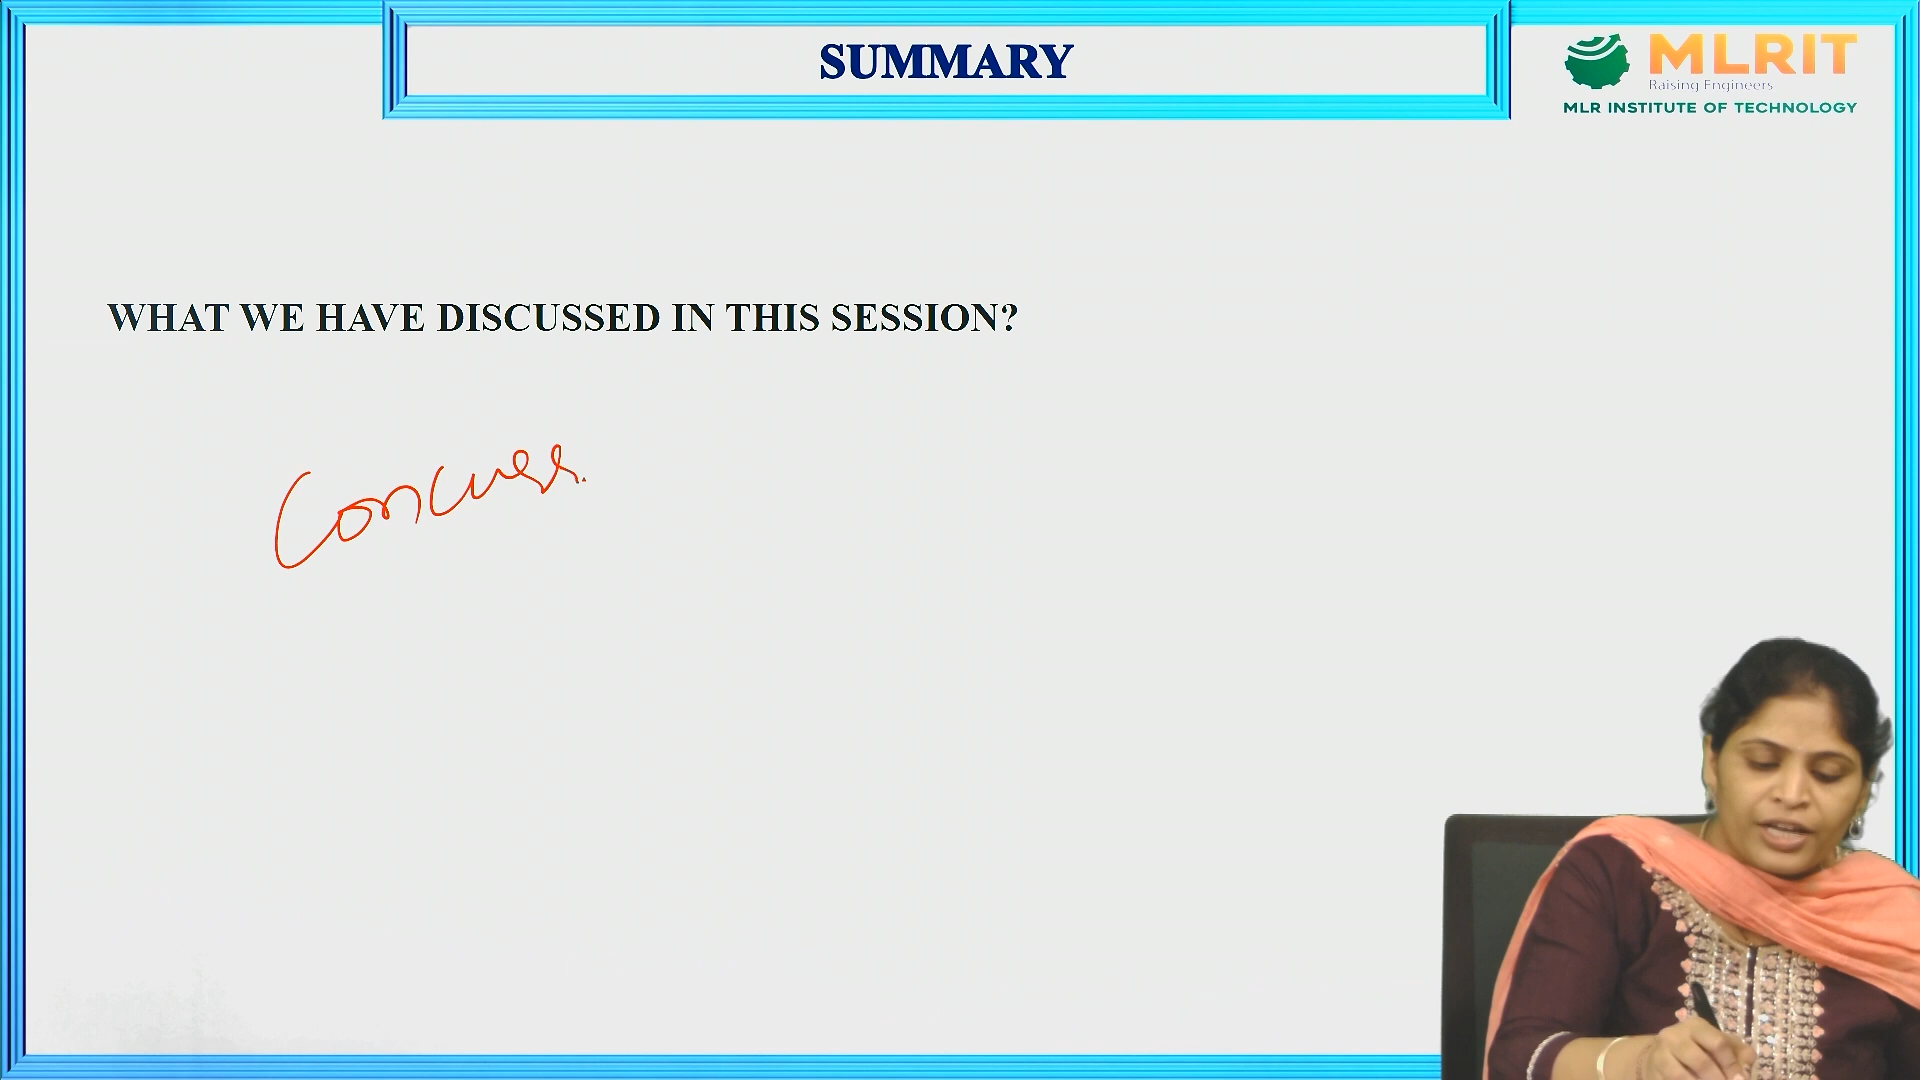 SUMMARY
MLRIT
Raising Engineers
MLR INSTITUTE OF TECHNOLOGY
WHAT WE HAVE DISCUSSED IN THIS SESSION?